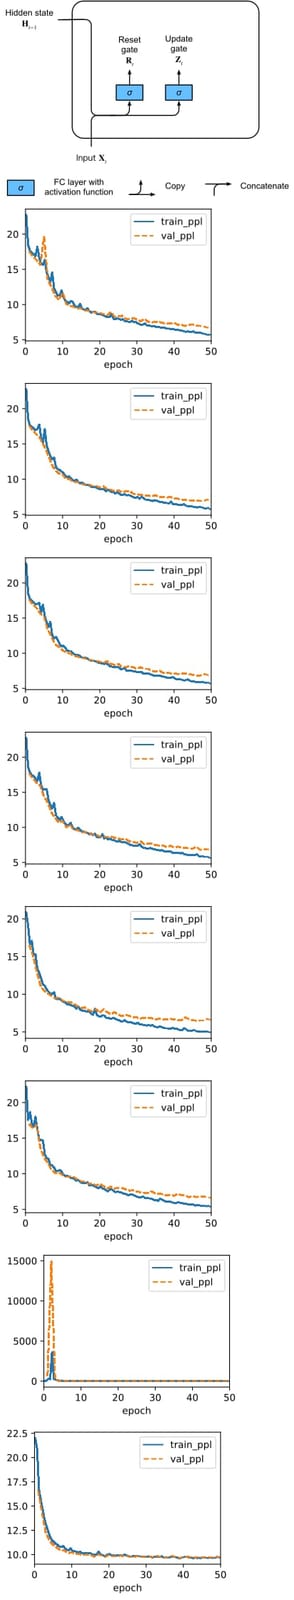 Hidden state
H_{t−1}
Reset
gate
R_t
Update
gate
Z_t
σ
σ
Input X_t
σ
FC layer with
activation function
Copy
Concatenate
train_ppl
val_ppl
20
15
10
5
0 10 20 30 40 50
epoch
train_ppl
val_ppl
20
15
10
5
0 10 20 30 40 50
epoch
train_ppl
val_ppl
20
15
10
5
0 10 20 30 40 50
epoch
train_ppl
val_ppl
20
15
10
5
0 10 20 30 40 50
epoch
train_ppl
val_ppl
20
15
10
5
0 10 20 30 40 50
epoch
train_ppl
val_ppl
20
15
10
5
0 10 20 30 40 50
epoch
train_ppl
val_ppl
15000
10000
5000
0
0 10 20 30 40 50
epoch
train_ppl
val_ppl
22.5
20.0
17.5
15.0
12.5
10.0
0 10 20 30 40 50
epoch